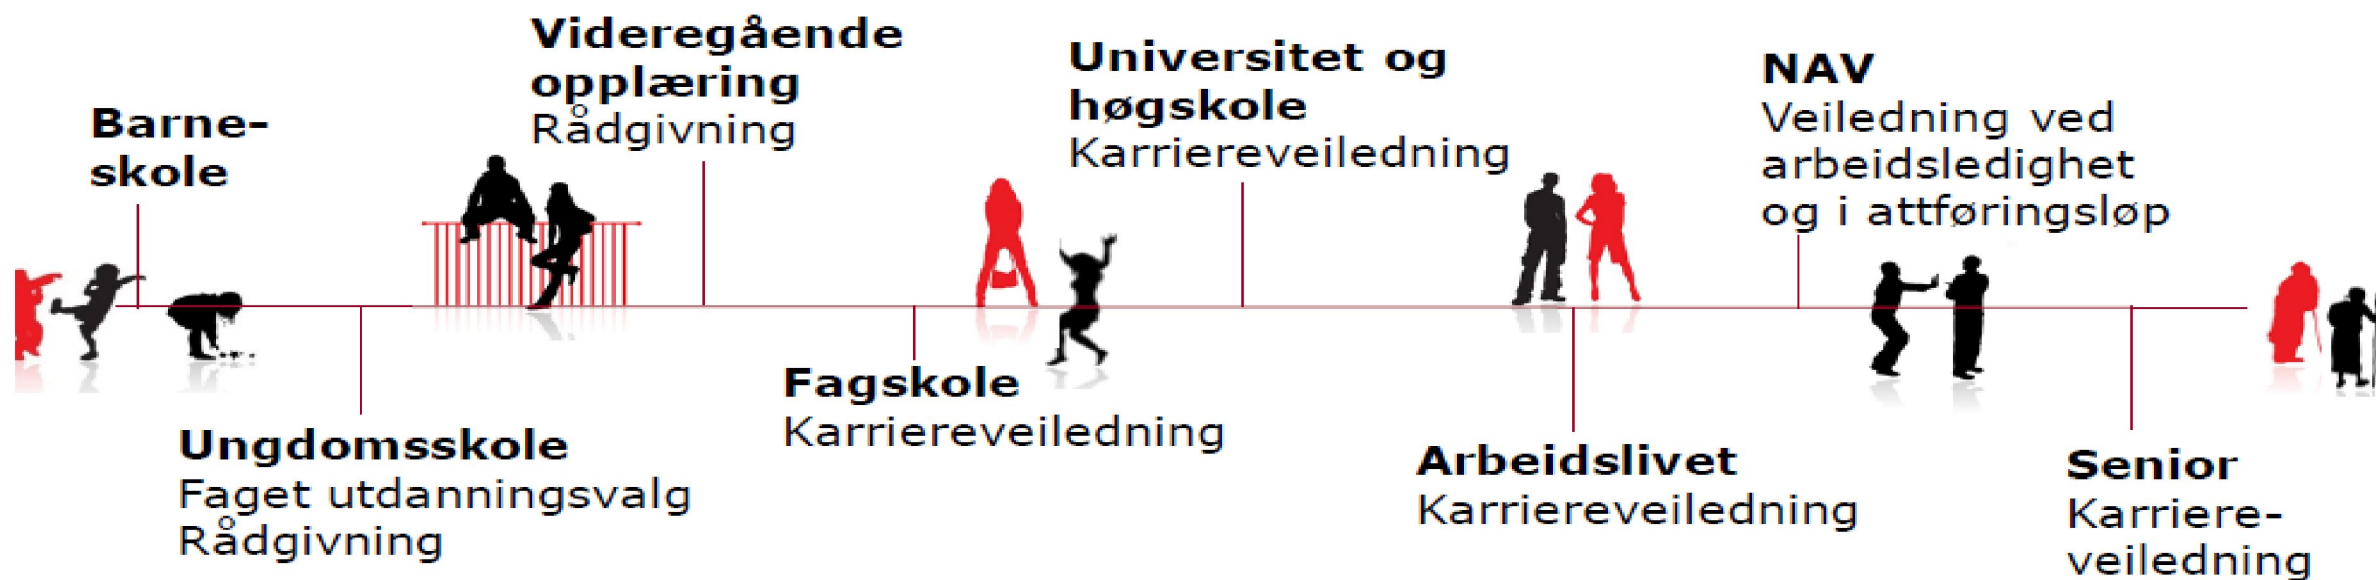 Barne-
skole
Ungdomsskole
Faget utdanningsvalg
Rådgivning
Videregående
opplæring
Rådgivning
Fagskole
Karriereveiledning
Universitet og
høgskole
Karriereveiledning
Arbeidslivet
Karriereveiledning
NAV
Veiledning ved
arbeidsledighet
og i attføringsløp
Senior
Karriere-
veiledning